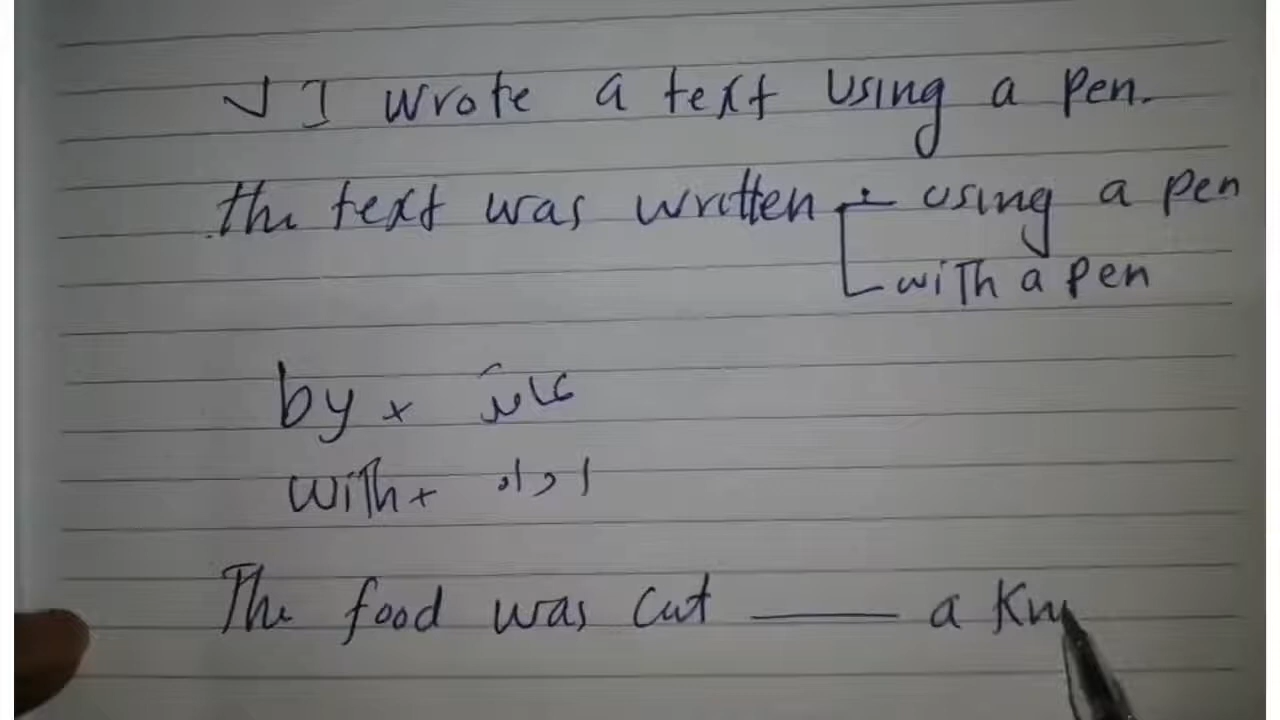 ✓ I wrote a text using a pen.
the text was written using a pen
with a pen
by + عاقل
with + اداة
The food was cut ____ a Kn